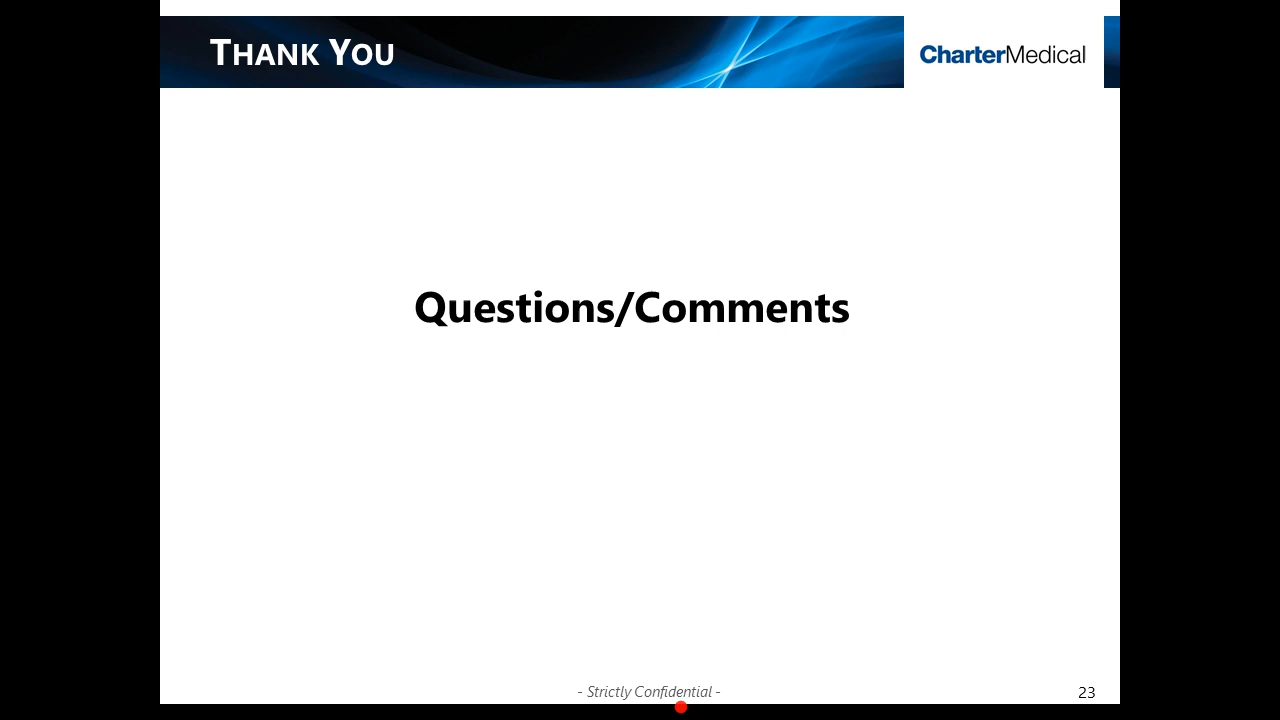 THANK YOU
CharterMedical
Questions/Comments
- Strictly Confidential -
23